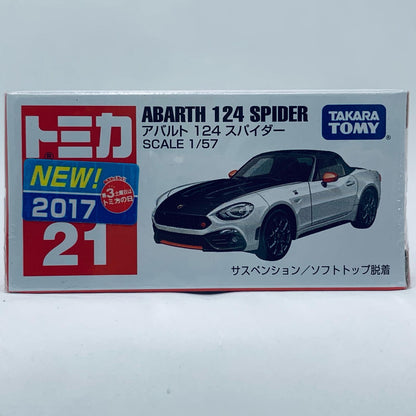 トミカ
NEW!
2017
毎月第3土曜日は
トミカの日
21
ABARTH 124 SPIDER
アバルト 124 スパイダー
SCALE 1/57
TAKARA
TOMY
サスペンション／ソフトトップ脱着